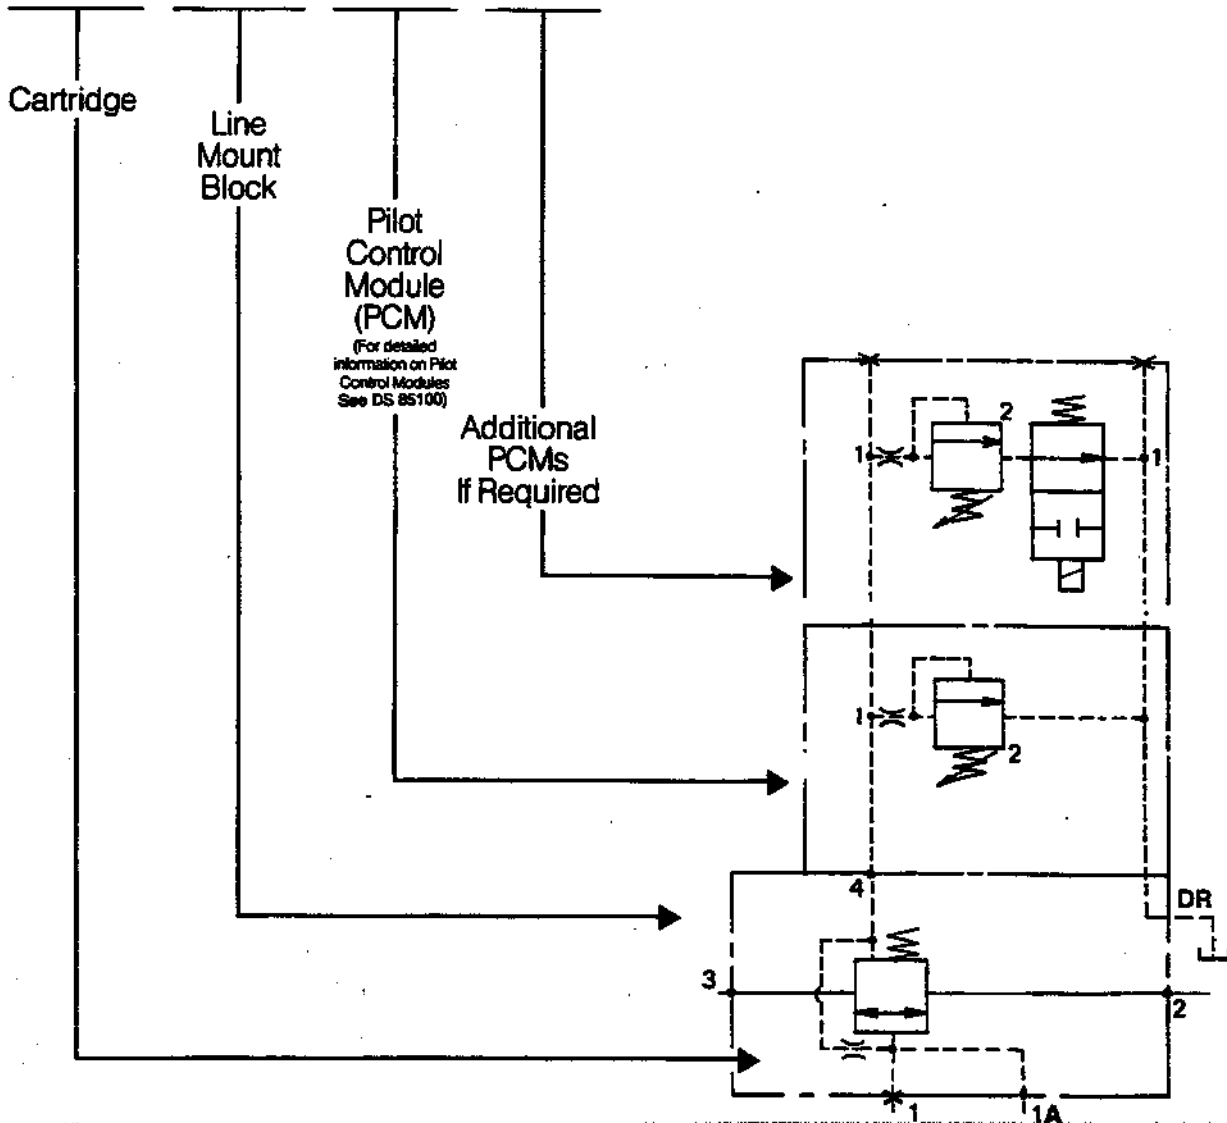 Cartridge
Line
Mount
Block
Pilot
Control
Module
(PCM)
(For detailed
information on Pilot
Control Modules
See DS 85100)
Additional
PCMs
If Required
2
1
1
1
2
4
DR
3
2
1
1A